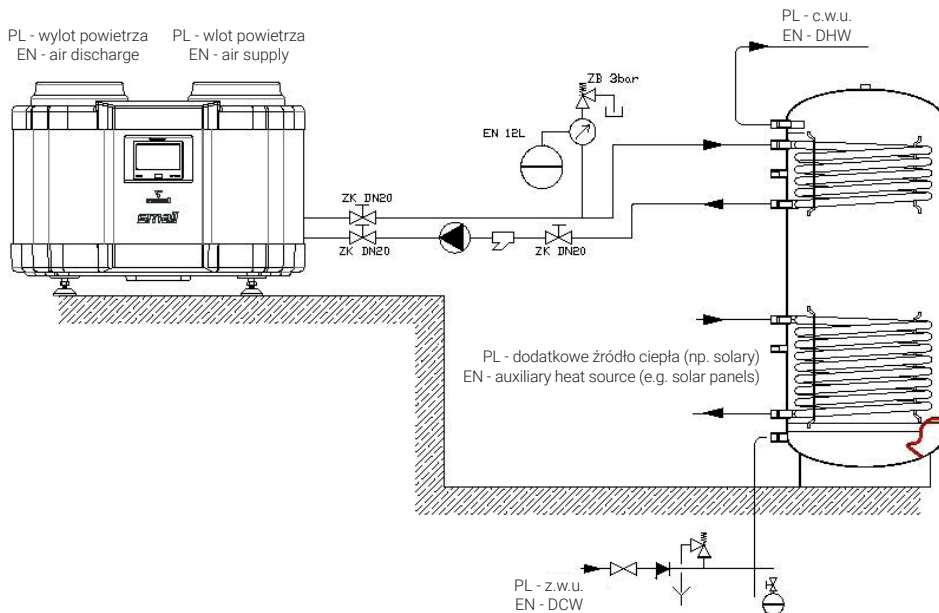 PL - wylot powietrza
EN - air discharge
PL - wlot powietrza
EN - air supply
PL - c.w.u.
EN - DHW
ZB 3bar
EN 12L
small
ZK DN20
ZK DN20
ZK DN20
PL - dodatkowe źródło ciepła (np. solary)
EN - auxiliary heat source (e.g. solar panels)
PL - z.w.u.
EN - DCW